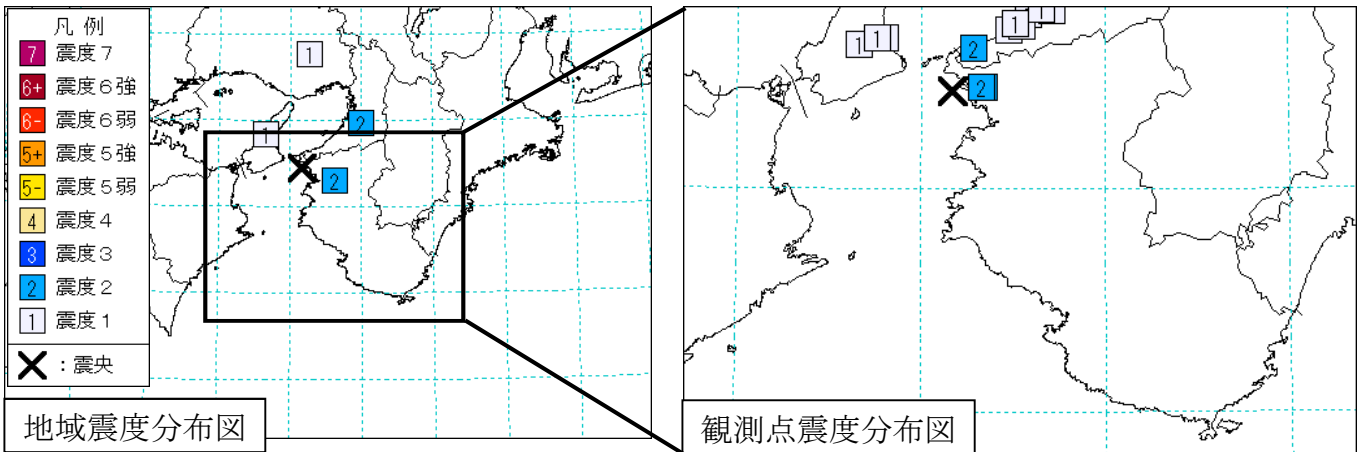 凡 例
7 震度７
6+ 震度６強
6- 震度６弱
5+ 震度５強
5- 震度５弱
4 震度４
3 震度３
2 震度２
1 震度１
：震央
地域震度分布図
1
2
1
2
観測点震度分布図
1
1
1
2
2